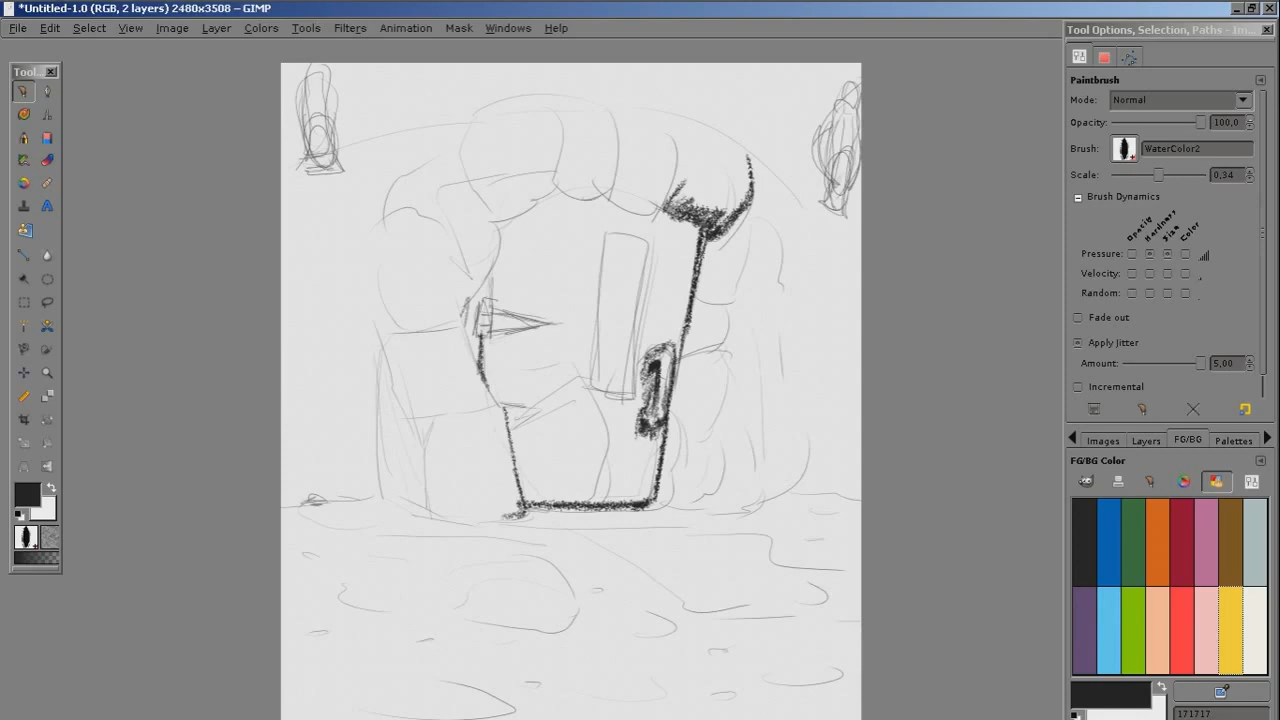 *Untitled-1.0 (RGB, 2 layers) 2480x3508 – GIMP
File Edit Select View Image Layer Colors Tools Filters Animation Mask Windows Help
Tool...
Tool Options, Selection, Paths - Im...
Paintbrush
Mode: Normal
Opacity: 100,0
Brush: WaterColor2
Scale: 0,34
Brush Dynamics
Opacity Hardness Size Color
Pressure:
Velocity:
Random:
Fade out
Apply Jitter
Amount: 5,00
Incremental
Images Layers FG/BG Palettes
FG/BG Color
171717